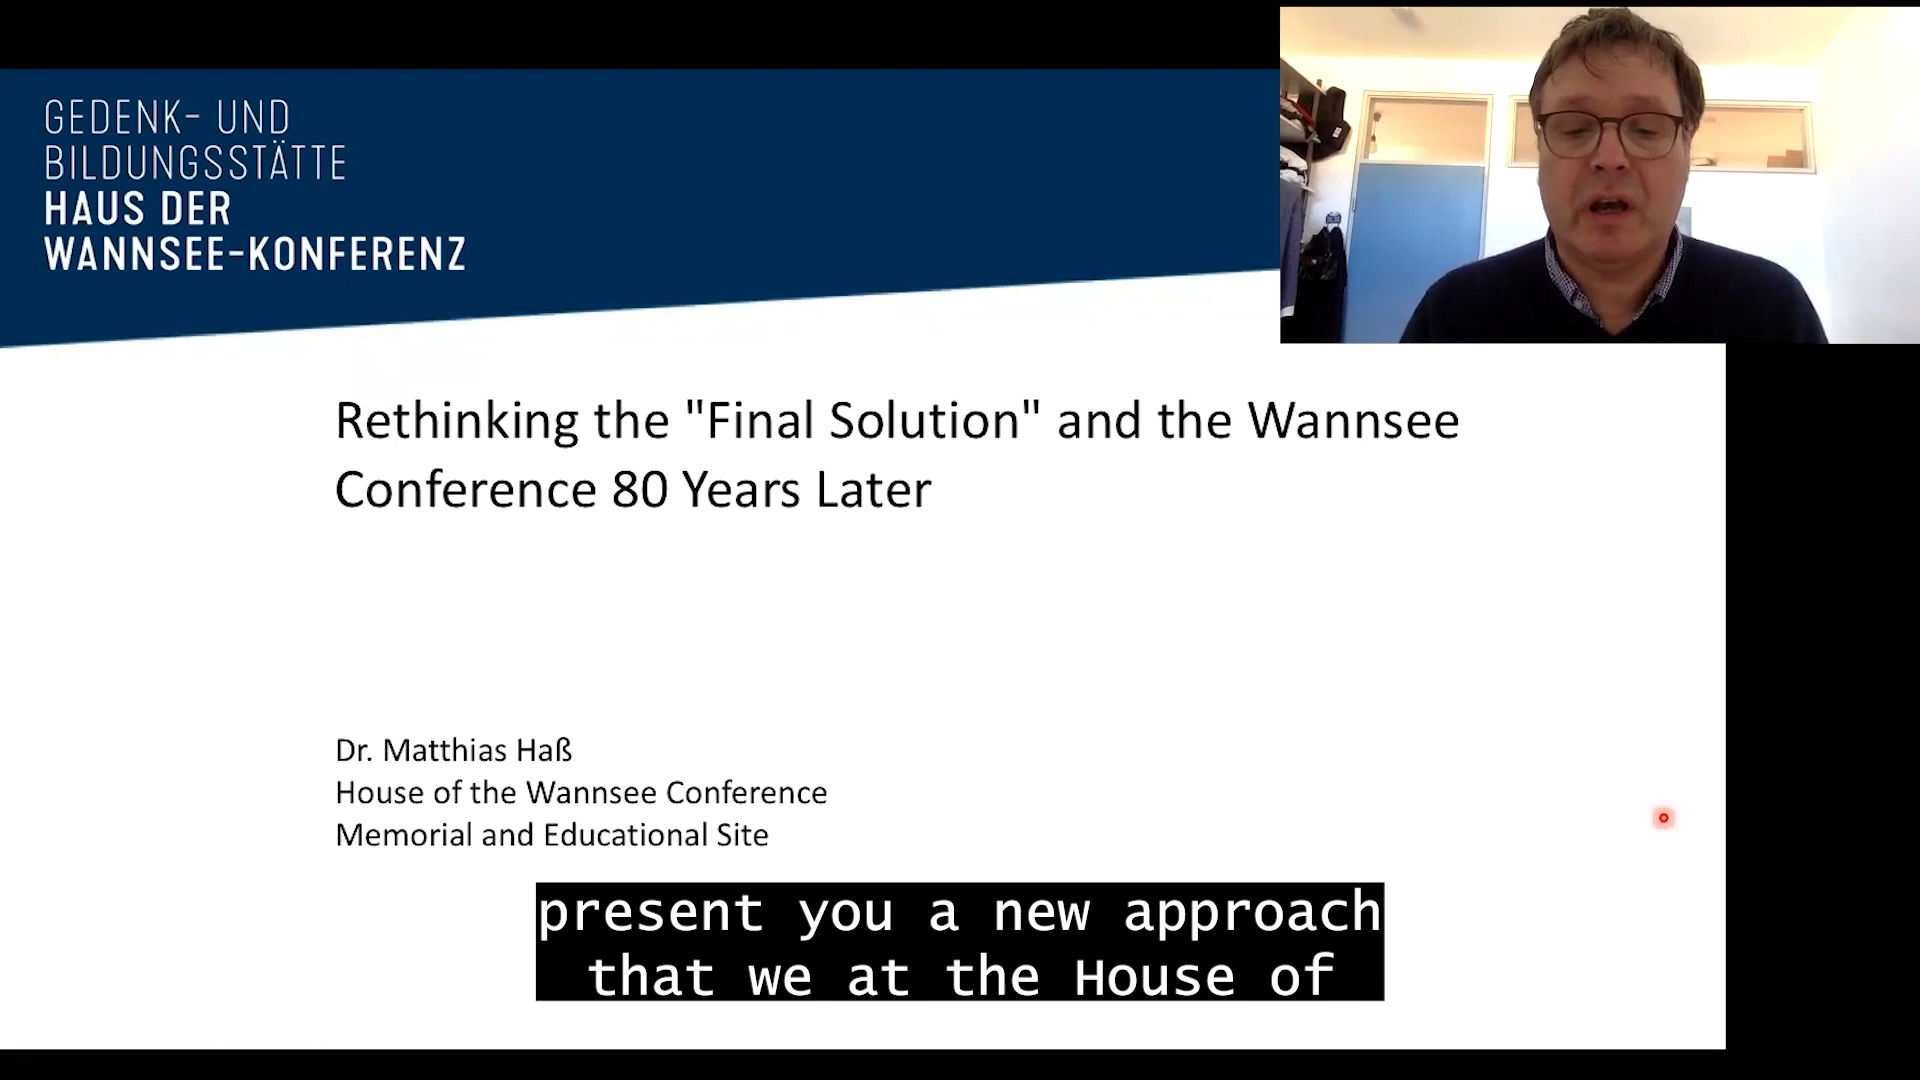 GEDENK- UND
BILDUNGSSTÄTTE
HAUS DER
WANNSEE-KONFERENZ
Rethinking the "Final Solution" and the Wannsee
Conference 80 Years Later
Dr. Matthias Haß
House of the Wannsee Conference
Memorial and Educational Site
present you a new approach
that we at the House of